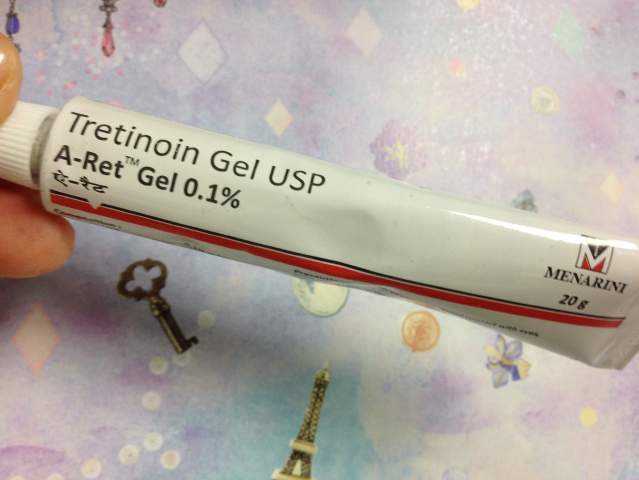 Tretinoin Gel USP
A-Ret™ Gel 0.1%
ऐ-रैट
MENARINI
20 g